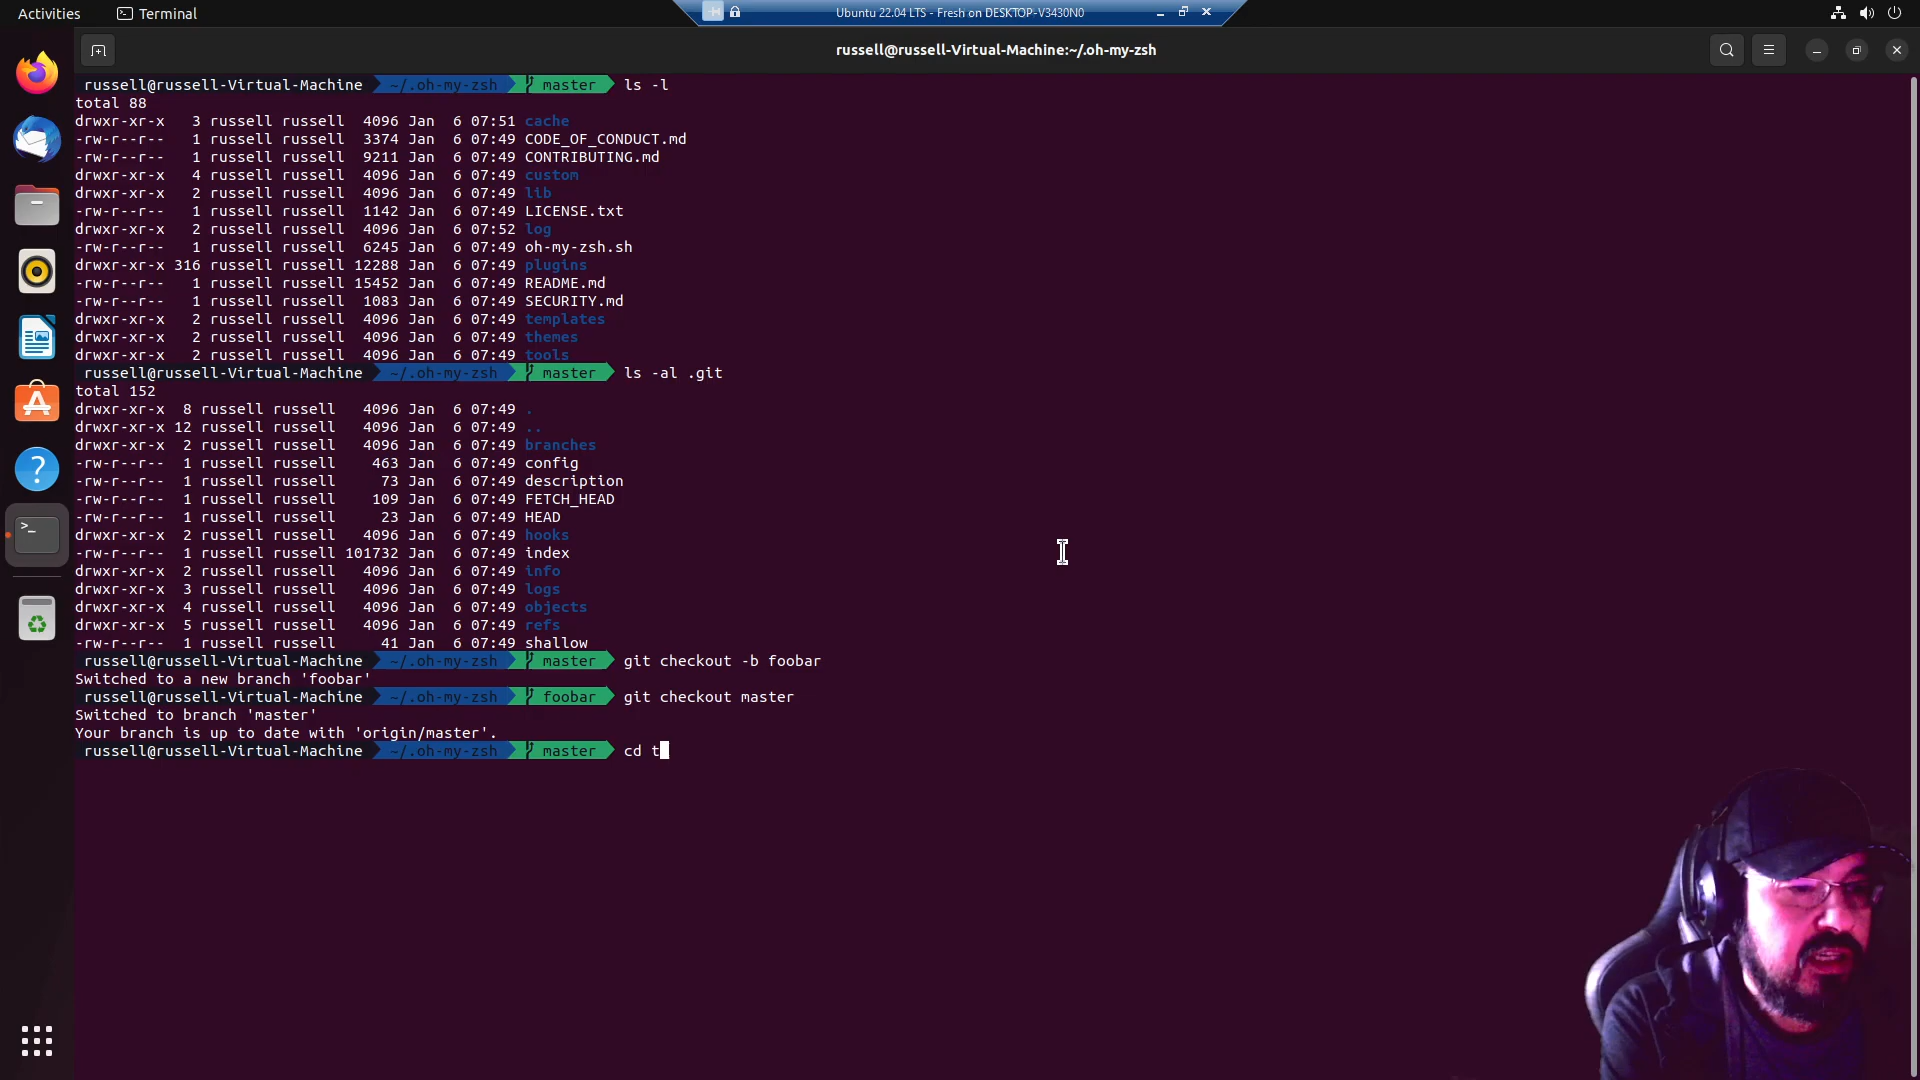 Activities Terminal Ubuntu 22.04 LTS - Fresh on DESKTOP-V3430N0
russell@russell-Virtual-Machine:~/.oh-my-zsh
russell@russell-Virtual-Machine ~/.oh-my-zsh master ls -l
total 88
drwxr-xr-x 3 russell russell 4096 Jan 6 07:51 cache
-rw-r--r-- 1 russell russell 3374 Jan 6 07:49 CODE_OF_CONDUCT.md
-rw-r--r-- 1 russell russell 9211 Jan 6 07:49 CONTRIBUTING.md
drwxr-xr-x 4 russell russell 4096 Jan 6 07:49 custom
drwxr-xr-x 2 russell russell 4096 Jan 6 07:49 lib
-rw-r--r-- 1 russell russell 1142 Jan 6 07:49 LICENSE.txt
drwxr-xr-x 2 russell russell 4096 Jan 6 07:52 log
-rw-r--r-- 1 russell russell 6245 Jan 6 07:49 oh-my-zsh.sh
drwxr-xr-x 316 russell russell 12288 Jan 6 07:49 plugins
-rw-r--r-- 1 russell russell 15452 Jan 6 07:49 README.md
-rw-r--r-- 1 russell russell 1083 Jan 6 07:49 SECURITY.md
drwxr-xr-x 2 russell russell 4096 Jan 6 07:49 templates
drwxr-xr-x 2 russell russell 4096 Jan 6 07:49 themes
drwxr-xr-x 2 russell russell 4096 Jan 6 07:49 tools
russell@russell-Virtual-Machine ~/.oh-my-zsh master ls -al .git
total 152
drwxr-xr-x 8 russell russell 4096 Jan 6 07:49 .
drwxr-xr-x 12 russell russell 4096 Jan 6 07:49 ..
drwxr-xr-x 2 russell russell 4096 Jan 6 07:49 branches
-rw-r--r-- 1 russell russell 463 Jan 6 07:49 config
-rw-r--r-- 1 russell russell 73 Jan 6 07:49 description
-rw-r--r-- 1 russell russell 109 Jan 6 07:49 FETCH_HEAD
-rw-r--r-- 1 russell russell 23 Jan 6 07:49 HEAD
drwxr-xr-x 2 russell russell 4096 Jan 6 07:49 hooks
-rw-r--r-- 1 russell russell 101732 Jan 6 07:49 index
drwxr-xr-x 2 russell russell 4096 Jan 6 07:49 info
drwxr-xr-x 3 russell russell 4096 Jan 6 07:49 logs
drwxr-xr-x 4 russell russell 4096 Jan 6 07:49 objects
drwxr-xr-x 5 russell russell 4096 Jan 6 07:49 refs
-rw-r--r-- 1 russell russell 41 Jan 6 07:49 shallow
russell@russell-Virtual-Machine ~/.oh-my-zsh master git checkout -b foobar
Switched to a new branch 'foobar'
russell@russell-Virtual-Machine ~/.oh-my-zsh foobar git checkout master
Switched to branch 'master'
Your branch is up to date with 'origin/master'.
russell@russell-Virtual-Machine ~/.oh-my-zsh master cd t